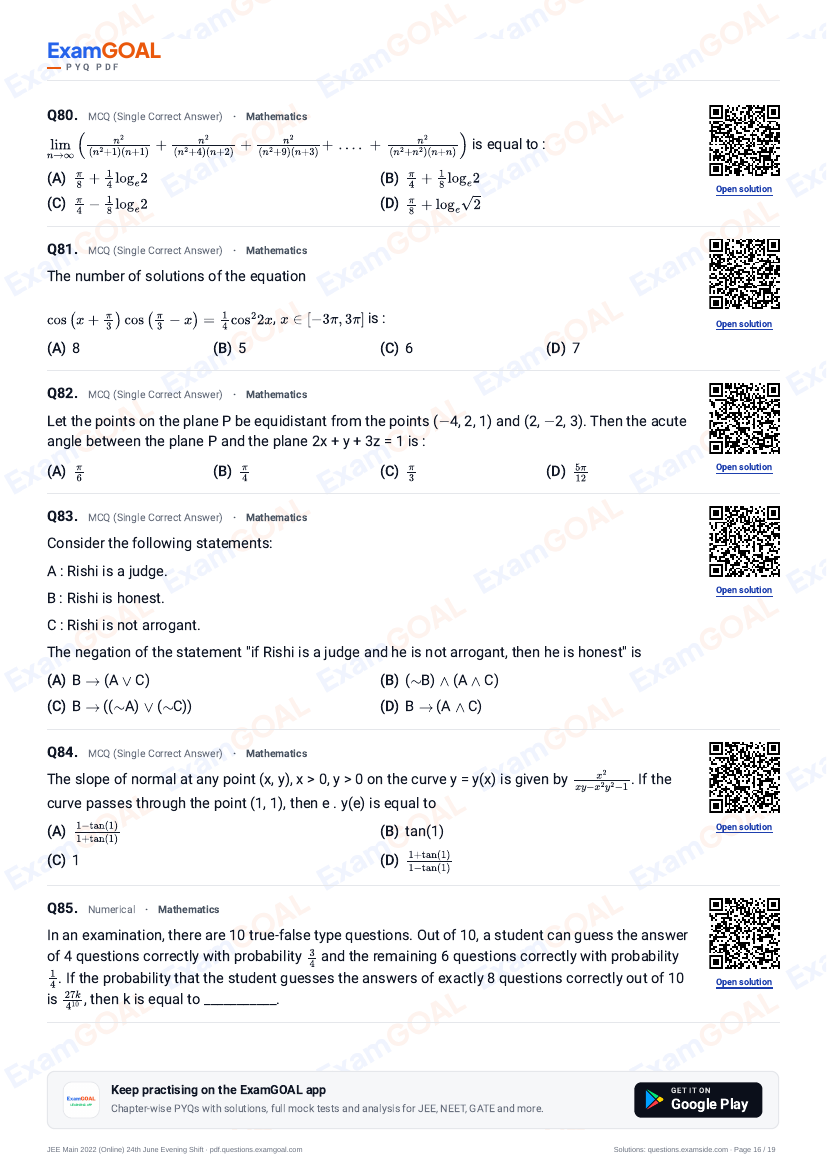 ExamGOAL
PYQ PDF
Q80. MCQ (Single Correct Answer) · Mathematics
lim n→∞ ( n²/((n²+1)(n+1)) + n²/((n²+4)(n+2)) + n²/((n²+9)(n+3)) + .... + n²/((n²+n²)(n+n)) ) is equal to :
(A) π/8 + 1/4 logₑ2 (B) π/4 + 1/8 logₑ2
(C) π/4 − 1/8 logₑ2 (D) π/8 + logₑ√2
Open solution
Q81. MCQ (Single Correct Answer) · Mathematics
The number of solutions of the equation
cos (x + π/3) cos (π/3 − x) = 1/4 cos²2x, x ∈ [−3π, 3π] is :
(A) 8 (B) 5 (C) 6 (D) 7
Open solution
Q82. MCQ (Single Correct Answer) · Mathematics
Let the points on the plane P be equidistant from the points (−4, 2, 1) and (2, −2, 3). Then the acute
angle between the plane P and the plane 2x + y + 3z = 1 is :
(A) π/6 (B) π/4 (C) π/3 (D) 5π/12
Open solution
Q83. MCQ (Single Correct Answer) · Mathematics
Consider the following statements:
A : Rishi is a judge.
B : Rishi is honest.
C : Rishi is not arrogant.
The negation of the statement "if Rishi is a judge and he is not arrogant, then he is honest" is
(A) B → (A ∨ C) (B) (∼B) ∧ (A ∧ C)
(C) B → ((∼A) ∨ (∼C)) (D) B → (A ∧ C)
Open solution
Q84. MCQ (Single Correct Answer) · Mathematics
The slope of normal at any point (x, y), x > 0, y > 0 on the curve y = y(x) is given by x²/(xy−x²y²−1). If the
curve passes through the point (1, 1), then e . y(e) is equal to
(A) (1−tan(1))/(1+tan(1)) (B) tan(1)
(C) 1 (D) (1+tan(1))/(1−tan(1))
Open solution
Q85. Numerical · Mathematics
In an examination, there are 10 true-false type questions. Out of 10, a student can guess the answer
of 4 questions correctly with probability 3/4 and the remaining 6 questions correctly with probability
1/4. If the probability that the student guesses the answers of exactly 8 questions correctly out of 10
is 27k/4¹⁰, then k is equal to ___________.
Open solution
Keep practising on the ExamGOAL app
Chapter-wise PYQs with solutions, full mock tests and analysis for JEE, NEET, GATE and more.
GET IT ON
Google Play
JEE Main 2022 (Online) 24th June Evening Shift · pdf.questions.examgoal.com Solutions: questions.examside.com · Page 16 / 19